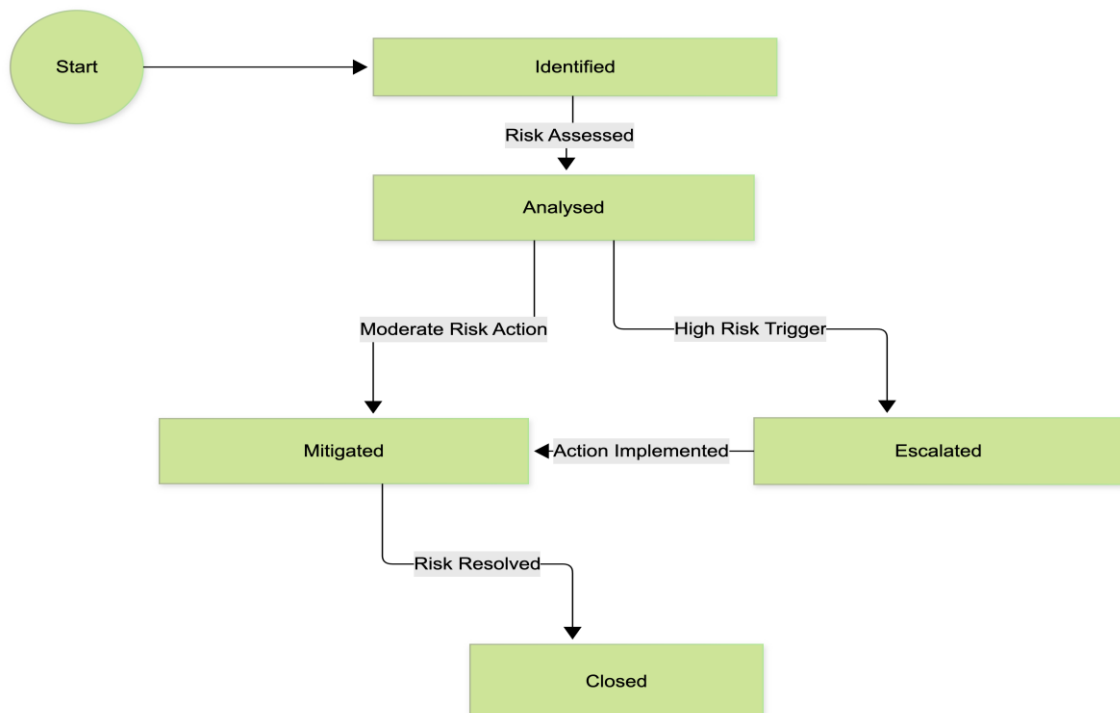 Start
Identified
Risk Assessed
Analysed
Moderate Risk Action
High Risk Trigger
Mitigated
Action Implemented
Escalated
Risk Resolved
Closed